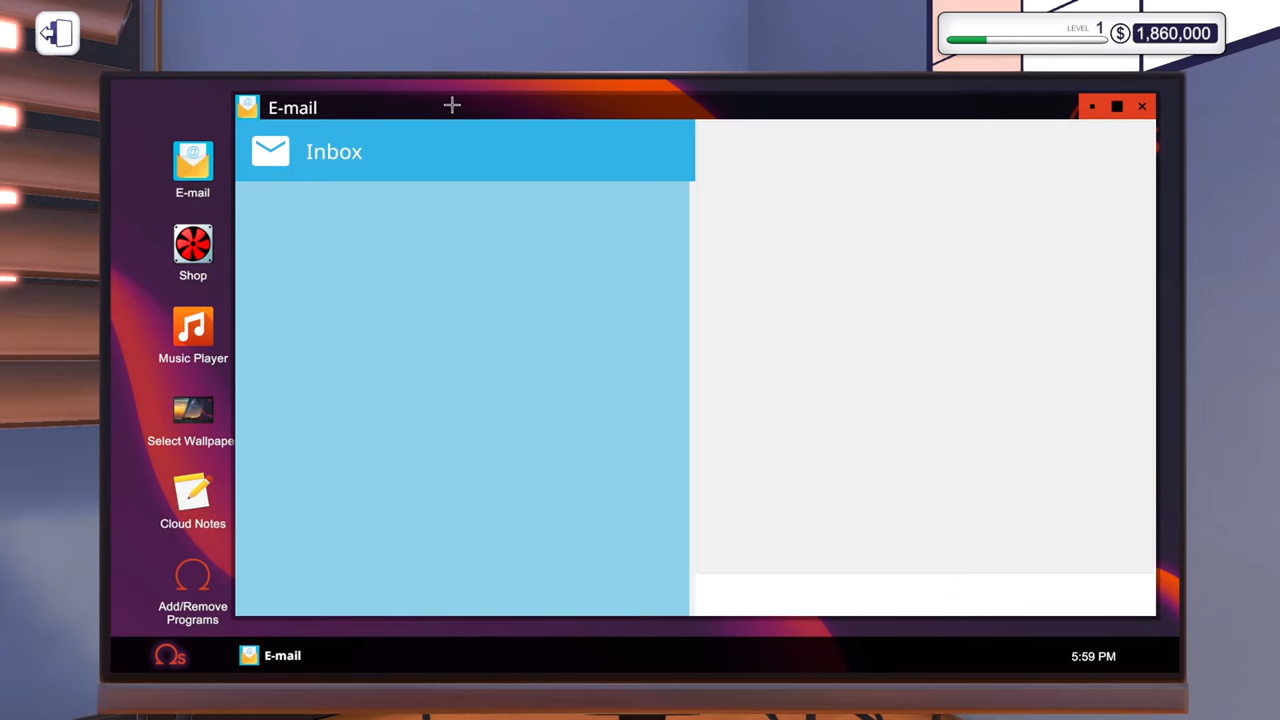 LEVEL 1
$ 1,860,000
E-mail
Inbox
E-mail
Shop
Music Player
Select Wallpape
Cloud Notes
Add/Remove
Programs
Ωs
E-mail
5:59 PM